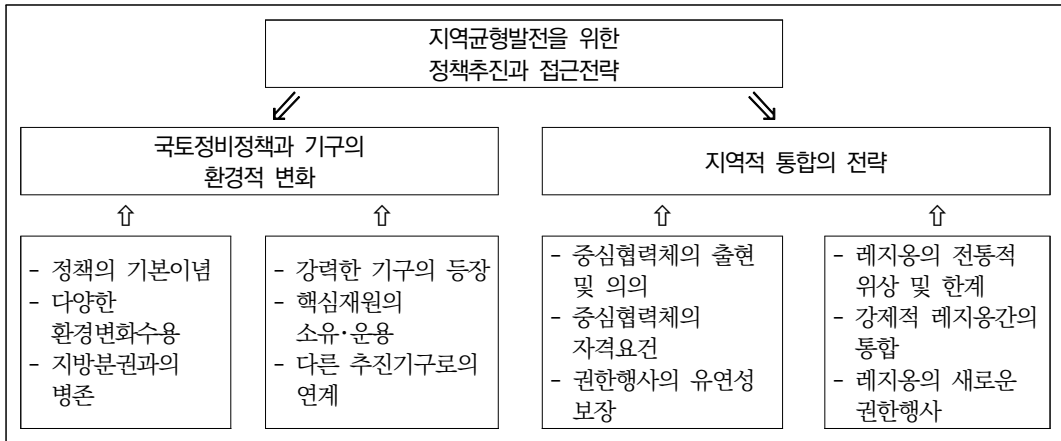 지역균형발전을 위한
정책추진과 접근전략
국토정비정책과 기구의
환경적 변화
지역적 통합의 전략
- 정책의 기본이념
- 다양한
환경변화수용
- 지방분권과의
병존
- 강력한 기구의 등장
- 핵심재원의
소유·운용
- 다른 추진기구로의
연계
- 중심협력체의 출현
및 의의
- 중심협력체의
자격요건
- 권한행사의 유연성
보장
- 레지옹의 전통적
위상 및 한계
- 강제적 레지옹간의
통합
- 레지옹의 새로운
권한행사